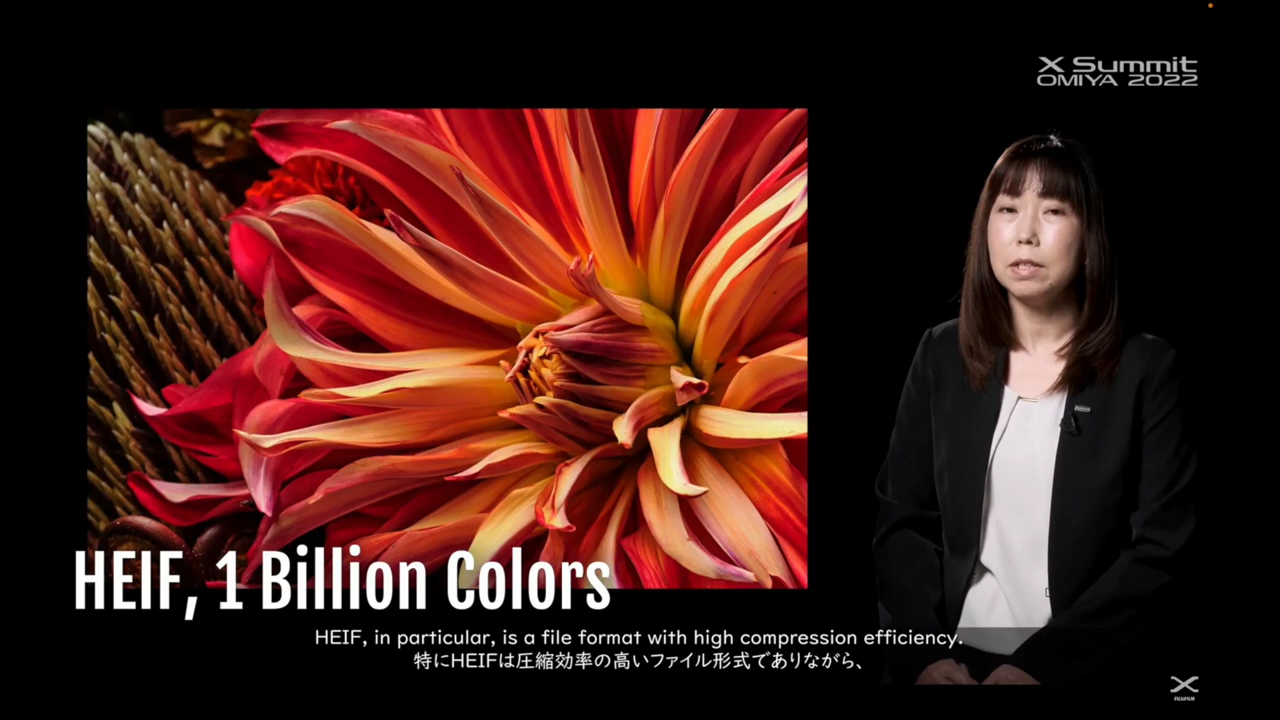 X Summit
OMIYA 2022
HEIF, 1 Billion Colors
HEIF, in particular, is a file format with high compression efficiency.
特にHEIFは圧縮効率の高いファイル形式でありながら、
X
FUJIFILM